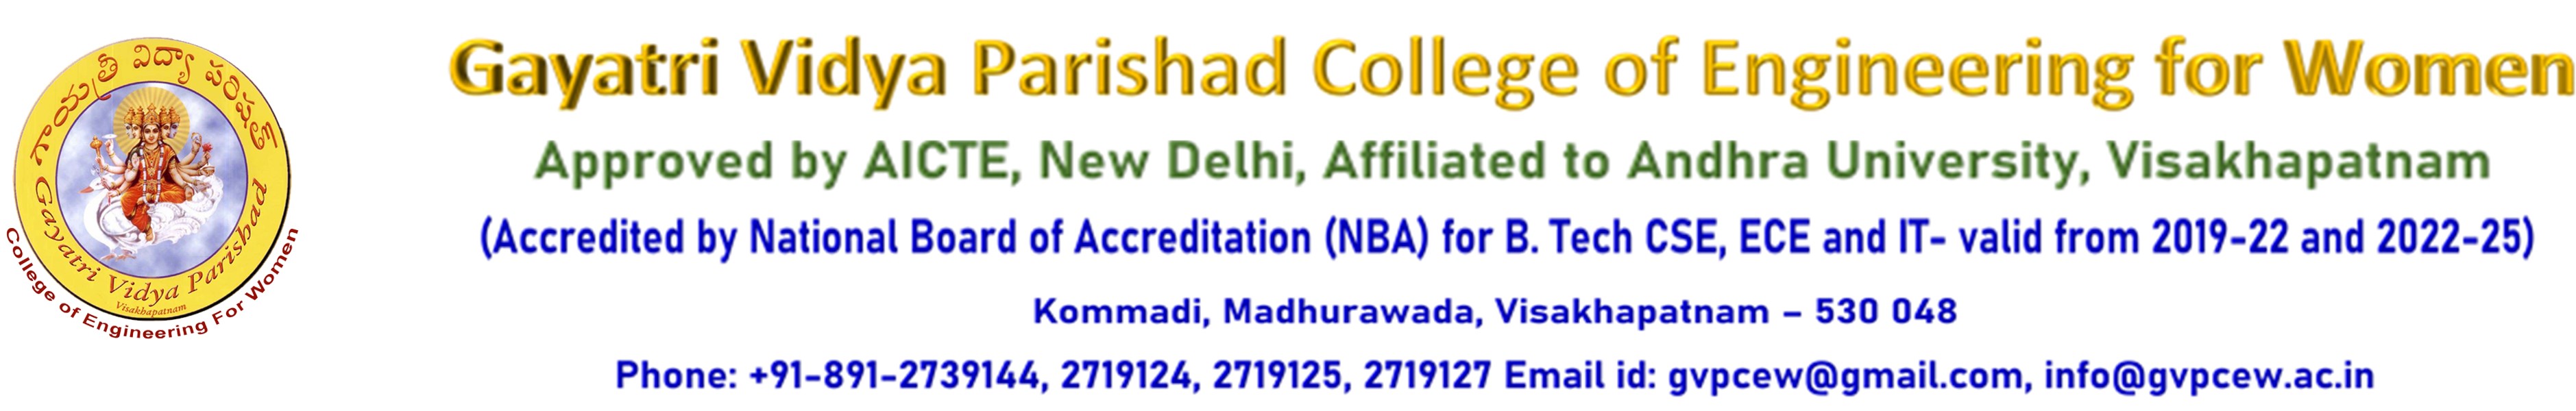 గాయత్రి విద్యా పరిషత్
Gayatri Vidya Parishad
Visakhapatnam
College of Engineering For Women
Gayatri Vidya Parishad College of Engineering for Women
Approved by AICTE, New Delhi, Affiliated to Andhra University, Visakhapatnam
(Accredited by National Board of Accreditation (NBA) for B. Tech CSE, ECE and IT- valid from 2019-22 and 2022-25)
Kommadi, Madhurawada, Visakhapatnam – 530 048
Phone: +91-891-2739144, 2719124, 2719125, 2719127 Email id: gvpcew@gmail.com, info@gvpcew.ac.in